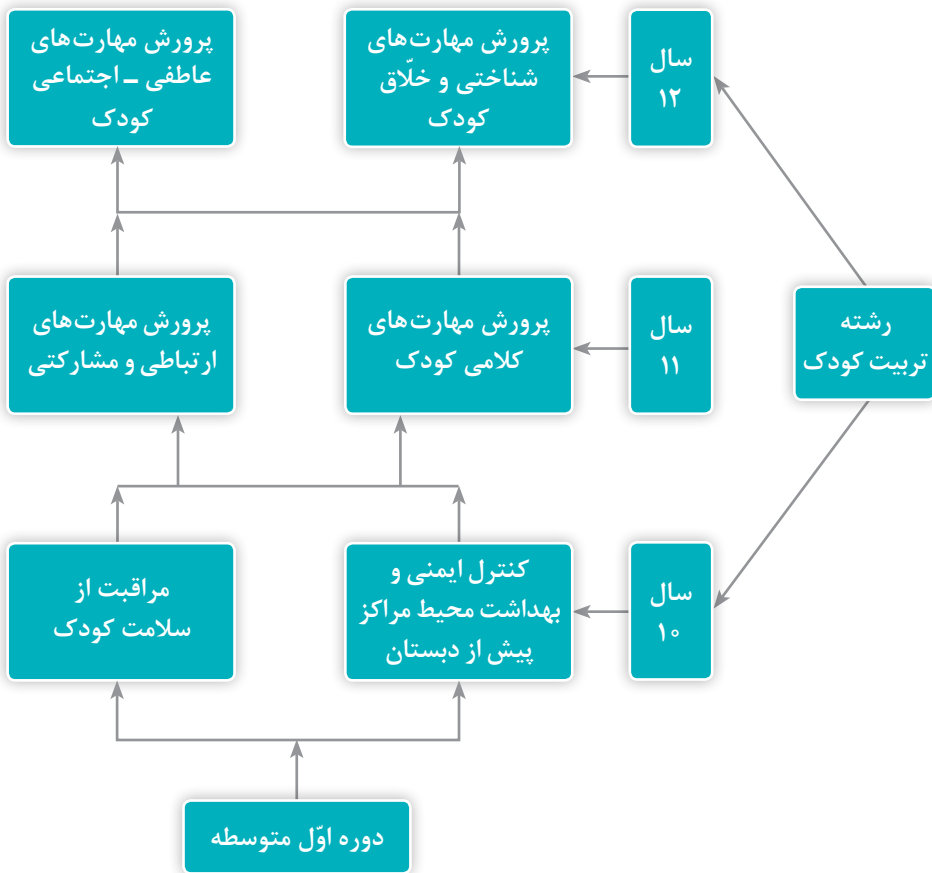 سال
۱۲
پرورش مهارت‌های
شناختی و خلّاق
کودک
پرورش مهارت‌های
عاطفی ـ اجتماعی
کودک
رشته
تربیت کودک
سال
۱۱
پرورش مهارت‌های
کلامی کودک
پرورش مهارت‌های
ارتباطی و مشارکتی
سال
۱۰
کنترل ایمنی و
بهداشت محیط مراکز
پیش از دبستان
مراقبت از
سلامت کودک
دوره اوّل متوسطه